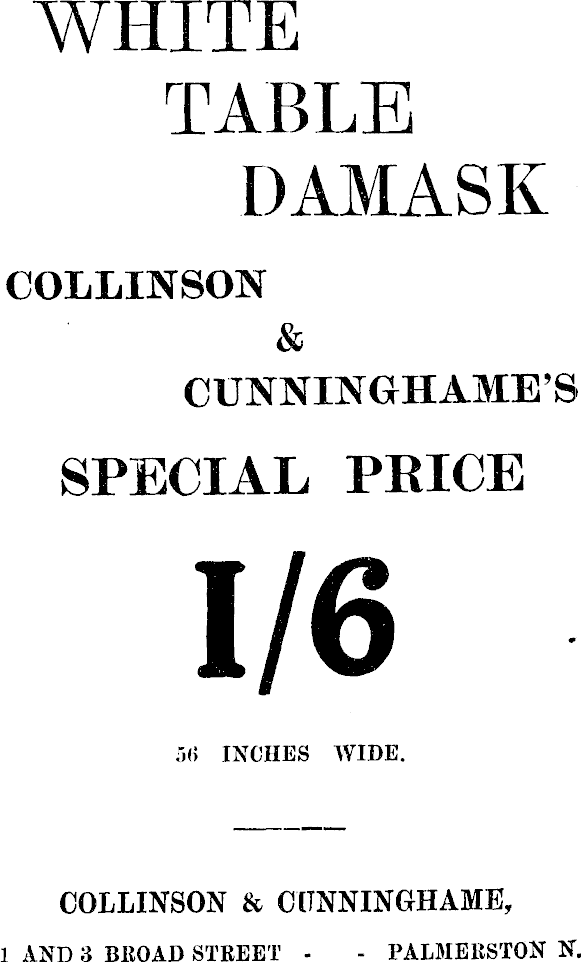 WHITE
TABLE
DAMASK
COLLINSON
&
CUNNINGHAME'S
SPECIAL PRICE
1/6
56 INCHES WIDE.
COLLINSON & CUNNINGHAME,
1 AND 3 BROAD STREET - - PALMERSTON N.